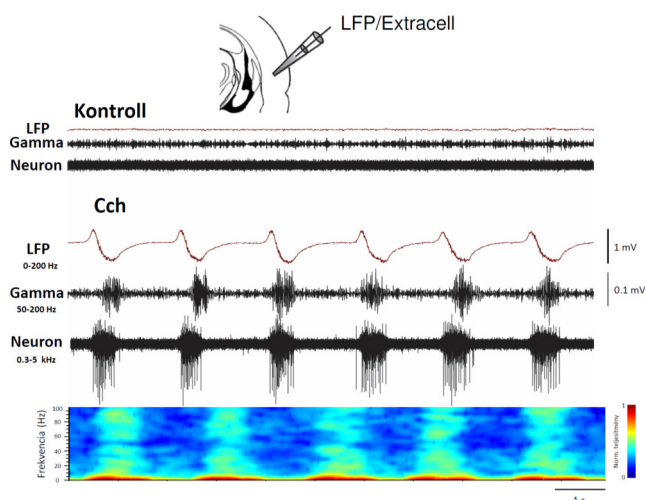 LFP/Extracell
Kontroll
LFP
Gamma
Neuron
Cch
LFP
0-200 Hz
1 mV
Gamma
50-200 Hz
0.1 mV
Neuron
0.3-5 kHz
Frekvencia (Hz)
100
80
60
40
20
0
1
0
Norm. teljesítmény